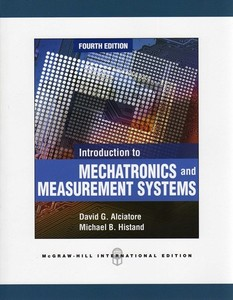 FOURTH EDITION
Introduction to
MECHATRONICS and
MEASUREMENT SYSTEMS
David G. Alciatore
Michael B. Histand
McGRAW-HILL INTERNATIONAL EDITION